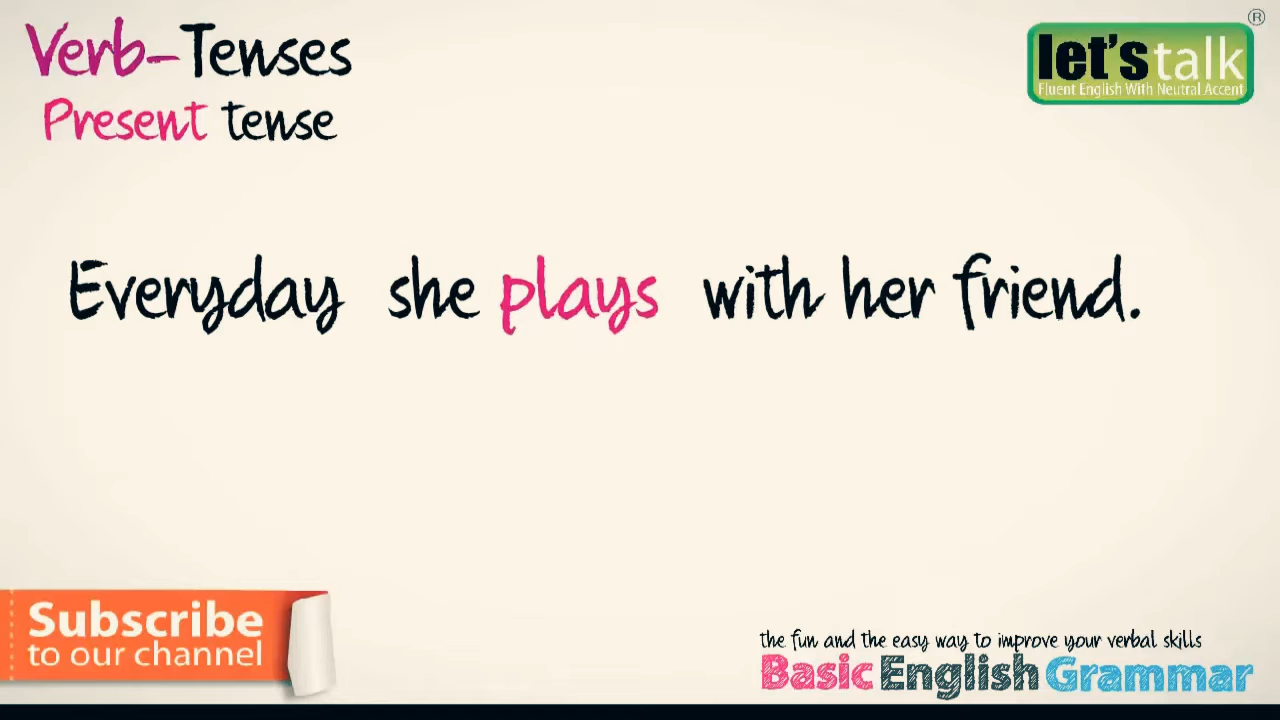 Verb-Tenses
Present tense
®
let's talk
Fluent English With Neutral Accent
Everyday she plays with her friend.
Subscribe
to our channel
the fun and the easy way to improve your verbal skills
Basic English Grammar